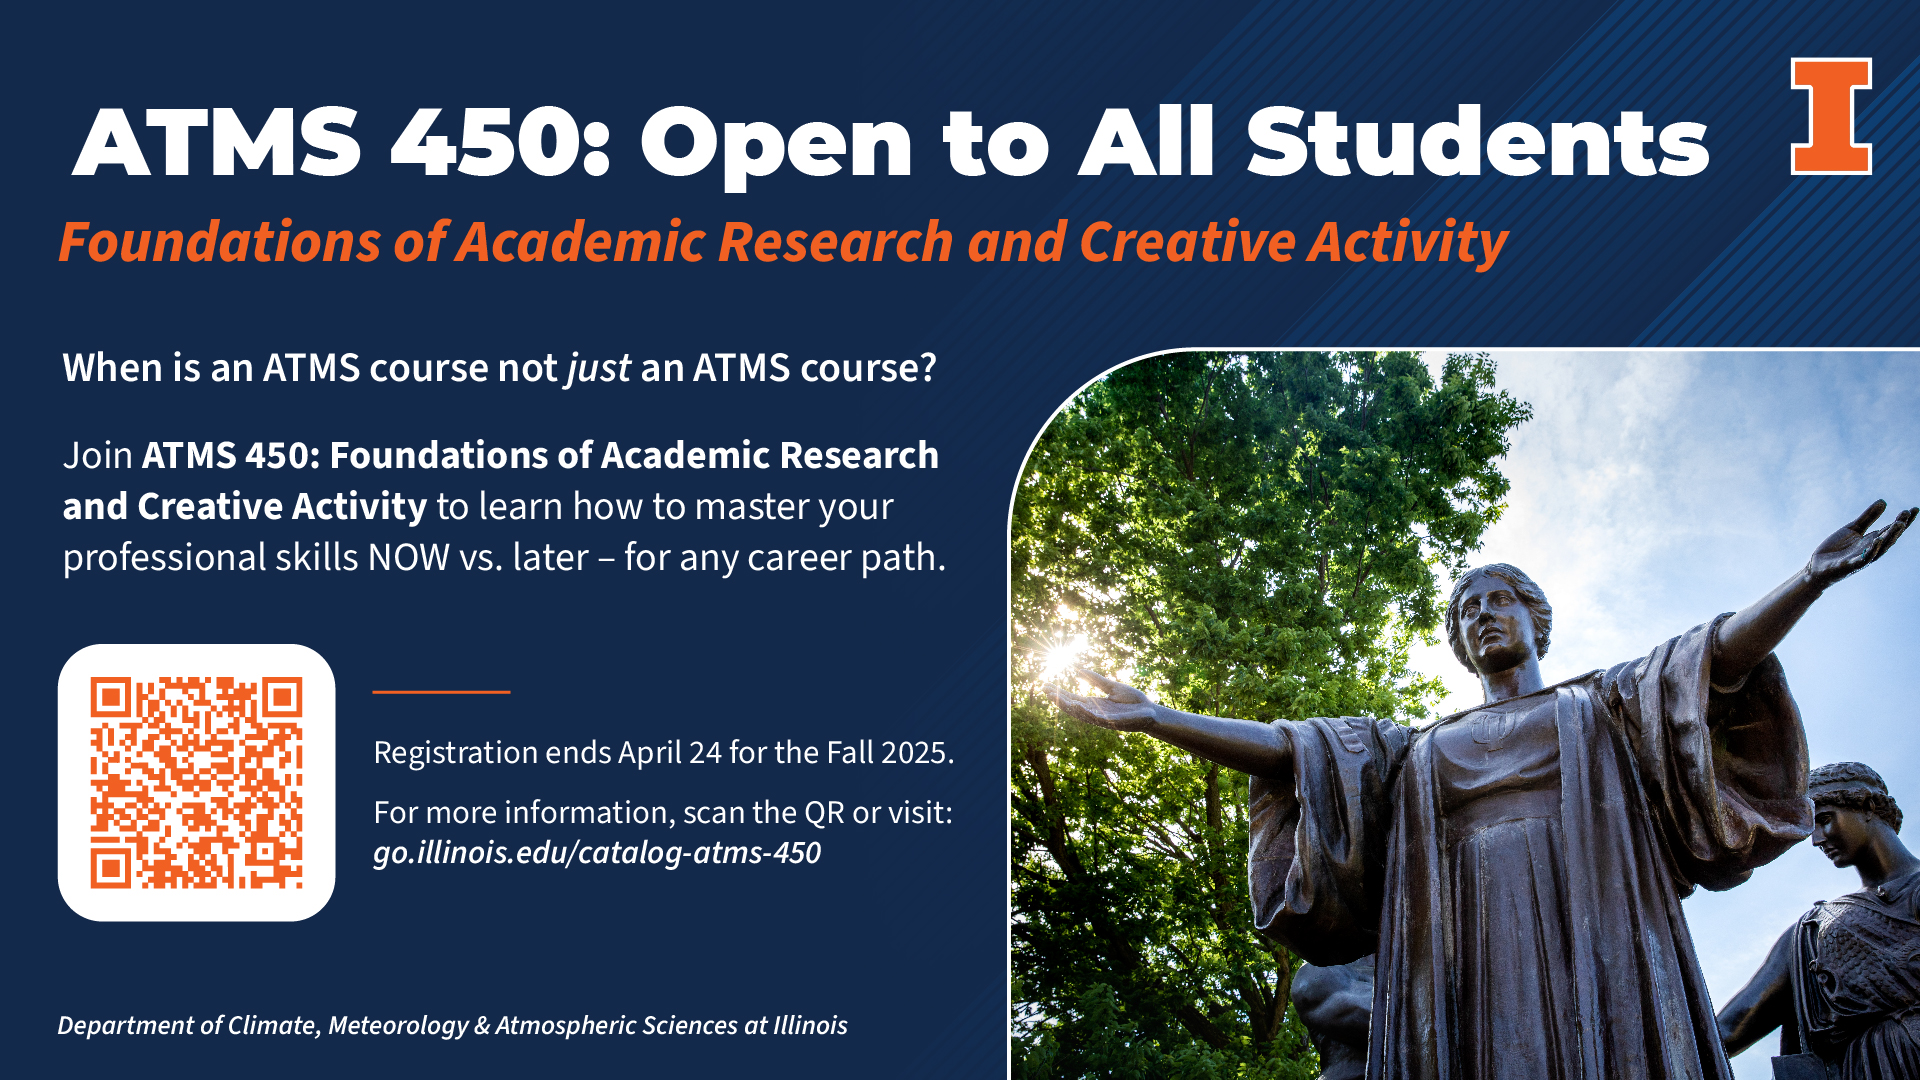 ATMS 450: Open to All Students
I
Foundations of Academic Research and Creative Activity
When is an ATMS course not just an ATMS course?
Join ATMS 450: Foundations of Academic Research
and Creative Activity to learn how to master your
professional skills NOW vs. later – for any career path.
Registration ends April 24 for the Fall 2025.
For more information, scan the QR or visit:
go.illinois.edu/catalog-atms-450
Department of Climate, Meteorology & Atmospheric Sciences at Illinois